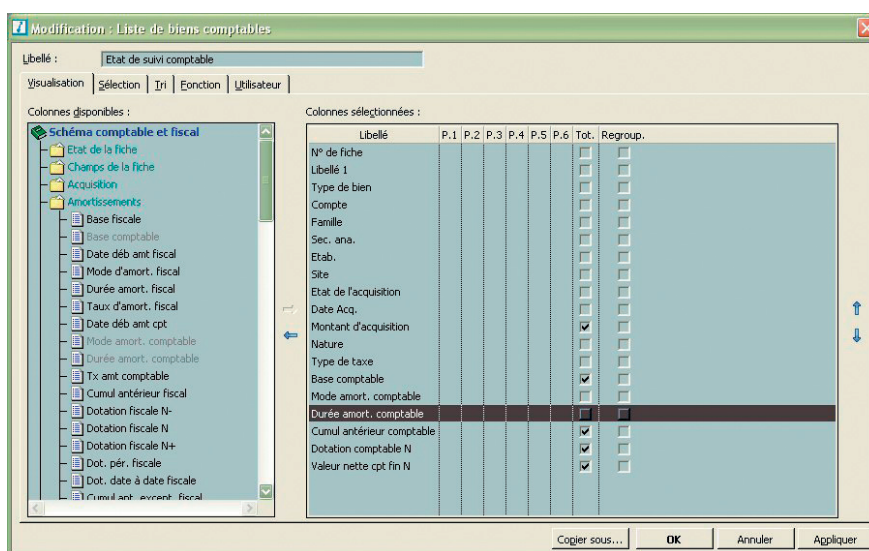 Modification : Liste de biens comptables
Libellé : Etat de suivi comptable
Visualisation Sélection Tri Fonction Utilisateur
Colonnes disponibles :
Schéma comptable et fiscal
Etat de la fiche
Champs de la fiche
Acquisition
Amortissements
Base fiscale
Base comptable
Date déb amt fiscal
Mode d'amort. fiscal
Durée amort. fiscal
Taux d'amort. fiscal
Date déb amt cpt
Mode amort. comptable
Durée amort. comptable
Tx amt comptable
Cumul antérieur fiscal
Dotation fiscale N-
Dotation fiscale N
Dotation fiscale N+
Dot. pér. fiscale
Dot. date à date fiscale
Cumul ant. except. fiscal
Colonnes sélectionnées :
Libellé P.1 P.2 P.3 P.4 P.5 P.6 Tot. Regroup.
N° de fiche
Libellé 1
Type de bien
Compte
Famille
Sec. ana.
Etab.
Site
Etat de l'acquisition
Date Acq.
Montant d'acquisition
Nature
Type de taxe
Base comptable
Mode amort. comptable
Durée amort. comptable
Cumul antérieur comptable
Dotation comptable N
Valeur nette cpt fin N
Copier sous... OK Annuler Appliquer